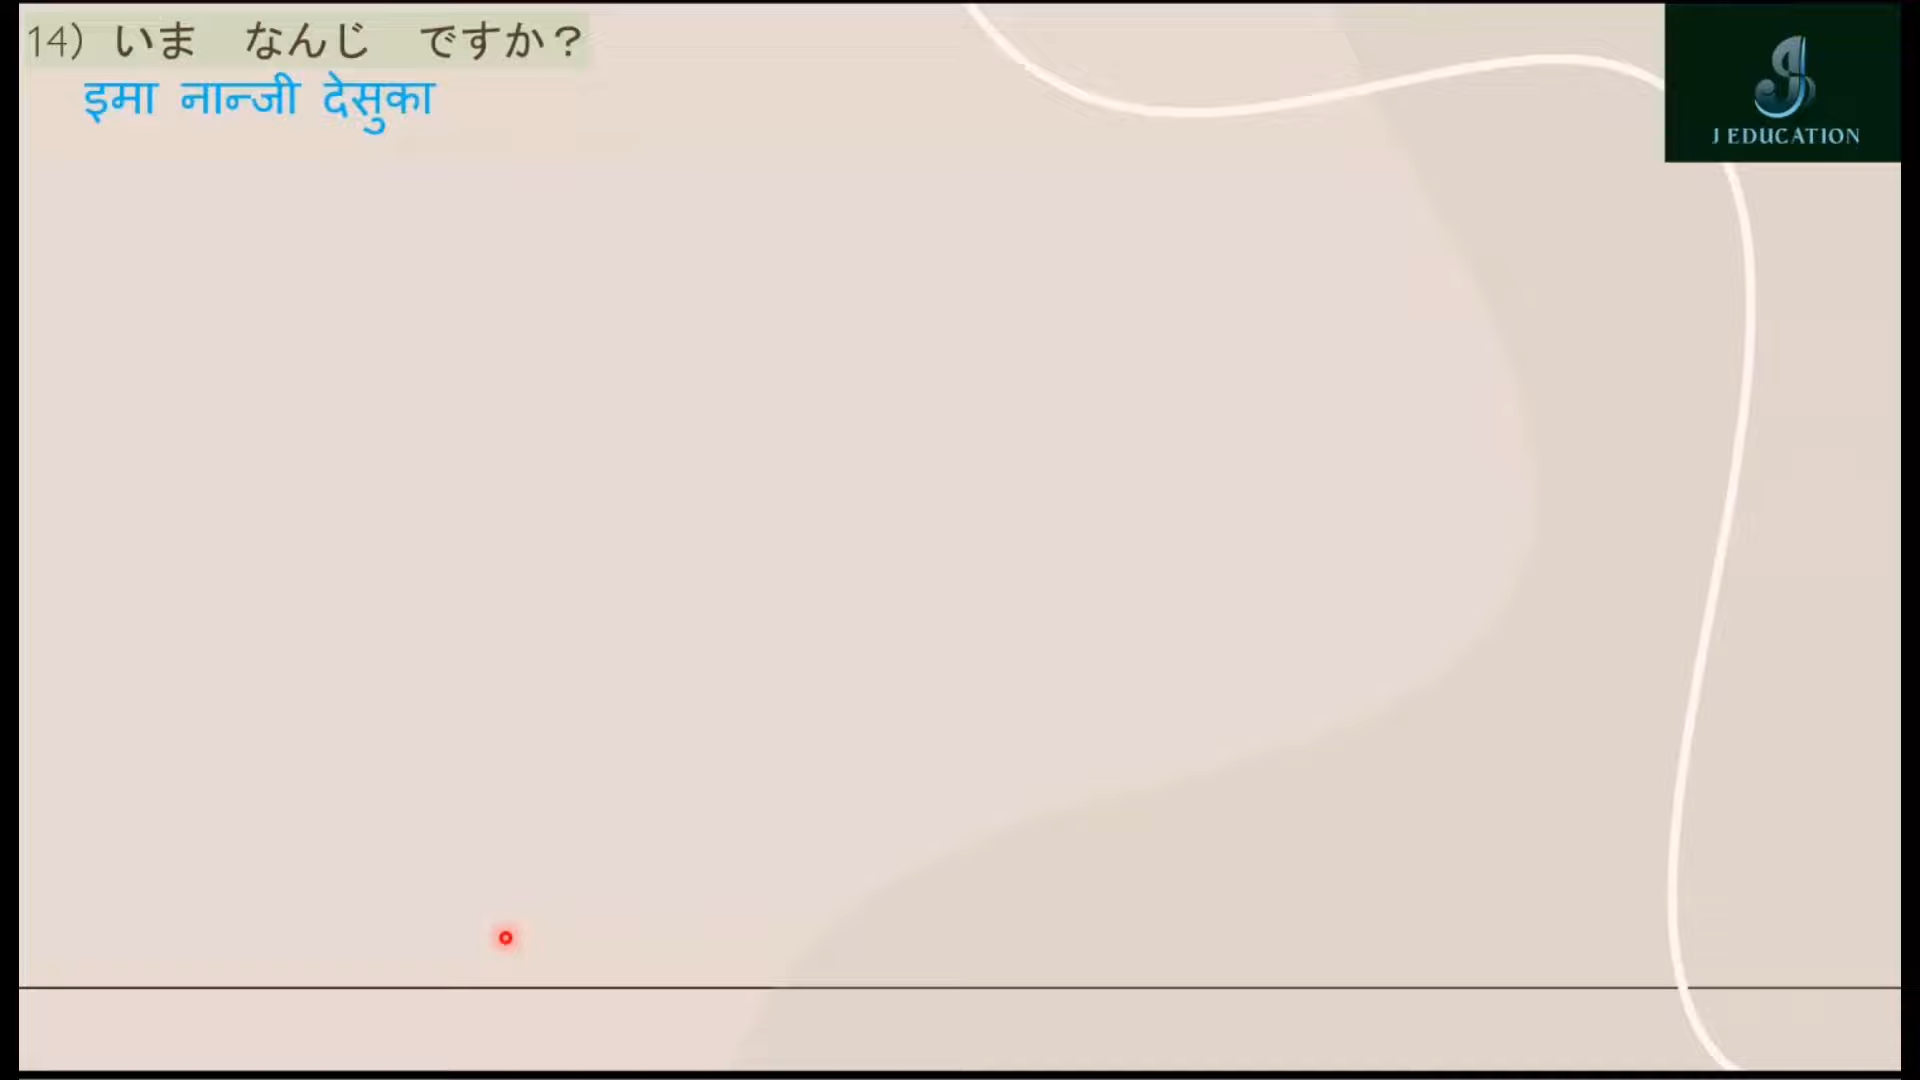 14）いま　なんじ　ですか？
इमा नान्जी देसुका
J EDUCATION